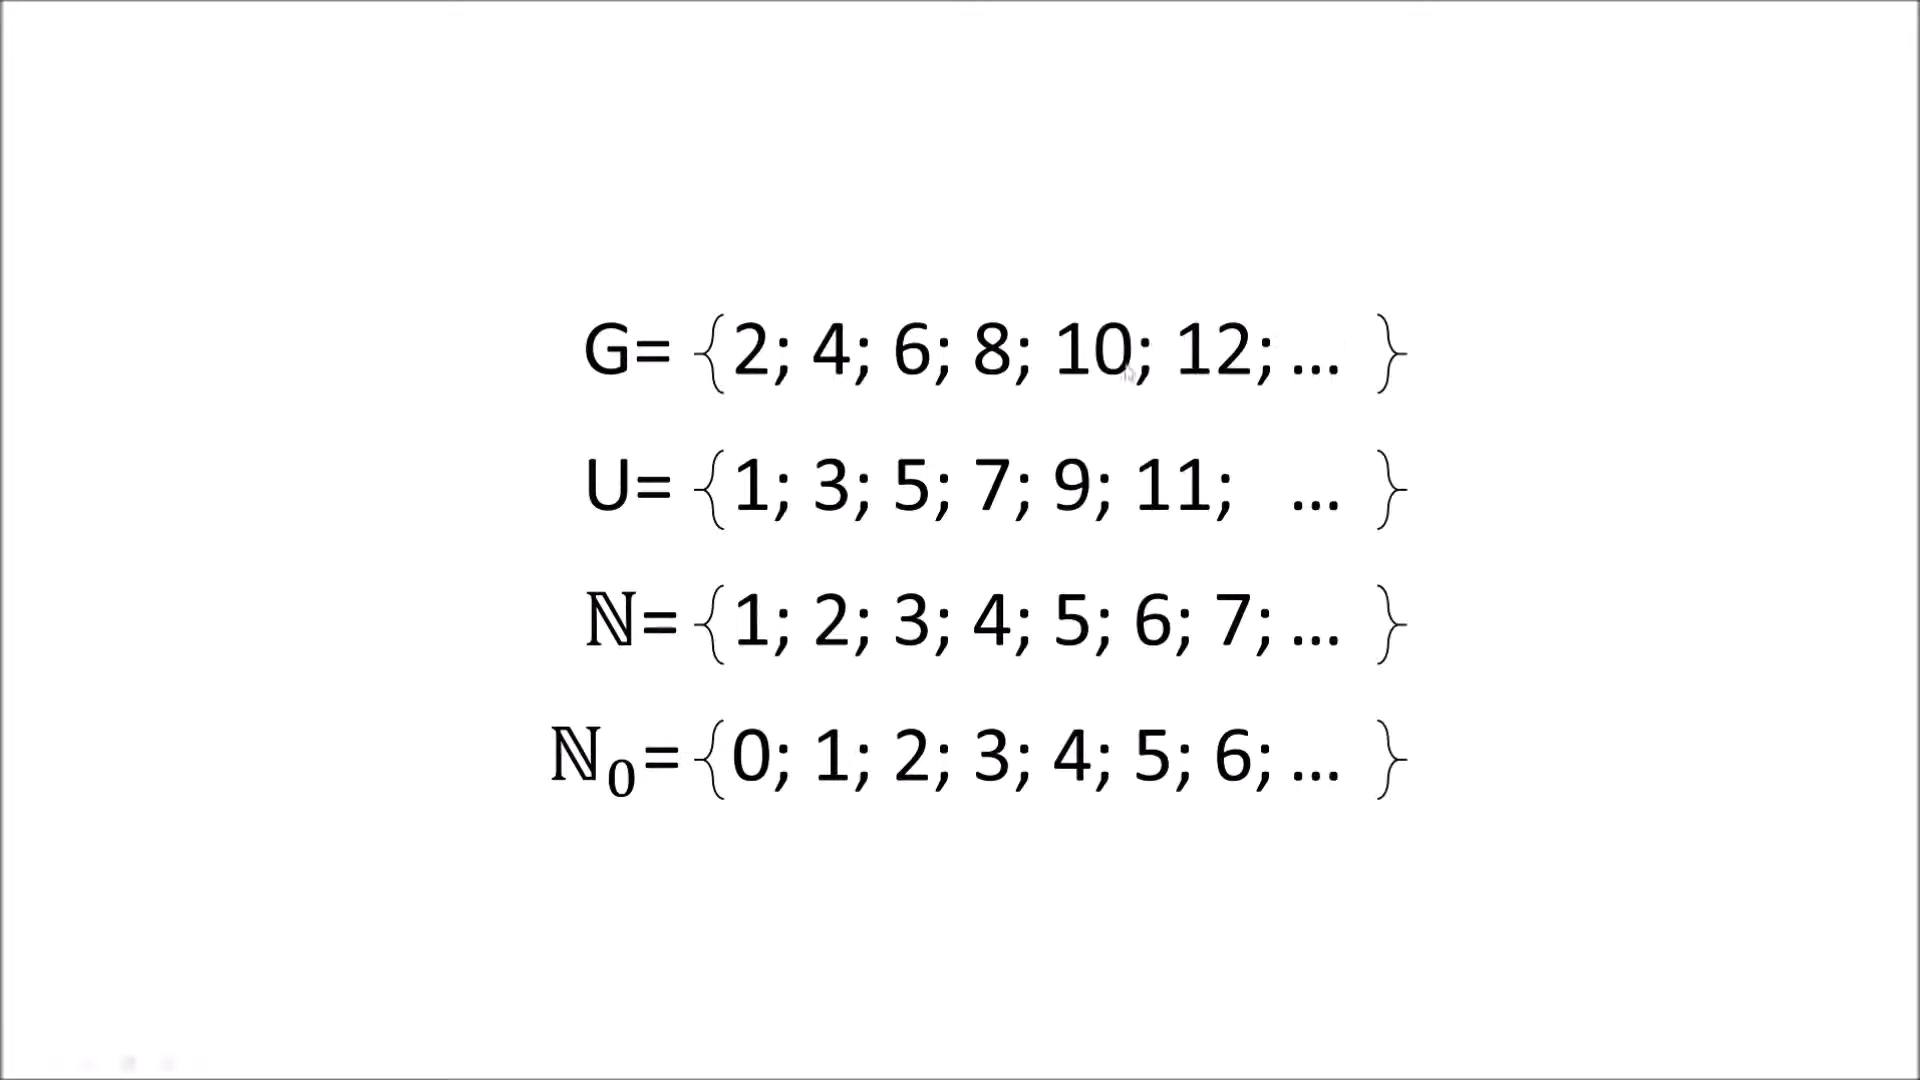 G= {2; 4; 6; 8; 10; 12; ... }
U= {1; 3; 5; 7; 9; 11; ... }
ℕ= {1; 2; 3; 4; 5; 6; 7; ... }
ℕ₀= {0; 1; 2; 3; 4; 5; 6; ... }